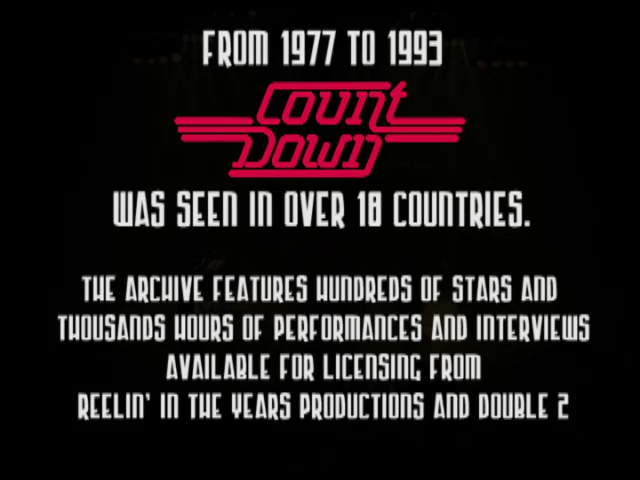 FROM 1977 TO 1993
Count
Down
WAS SEEN IN OVER 18 COUNTRIES.
THE ARCHIVE FEATURES HUNDREDS OF STARS AND
THOUSANDS HOURS OF PERFORMANCES AND INTERVIEWS
AVAILABLE FOR LICENSING FROM
REELIN' IN THE YEARS PRODUCTIONS AND DOUBLE 2